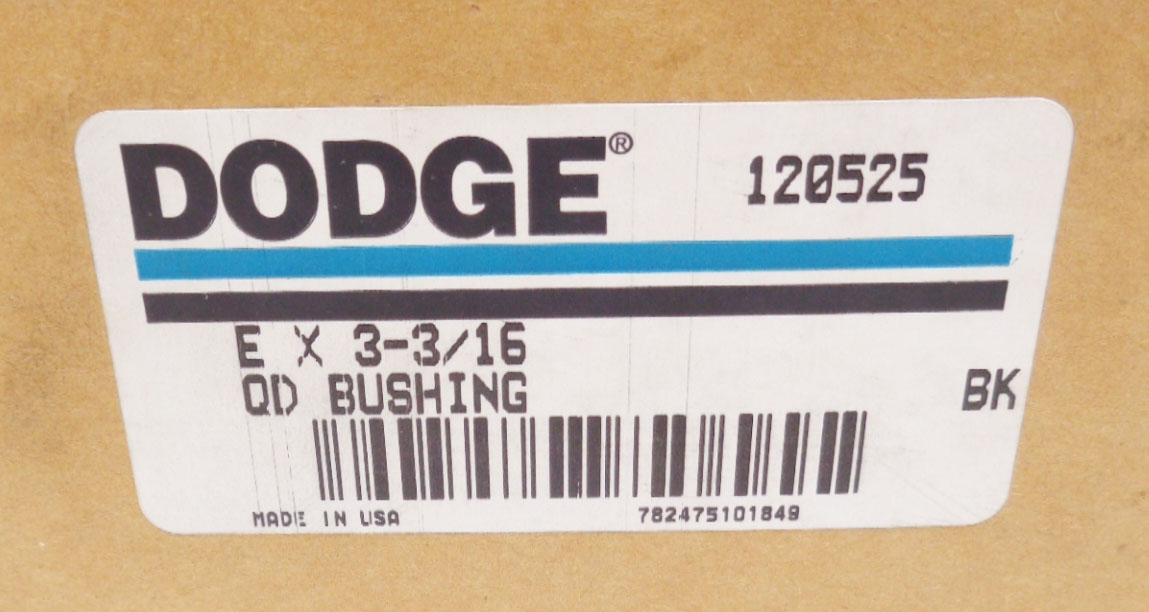 DODGE® 120525
E X 3-3/16
QD BUSHING BK
MADE IN USA 782475101849